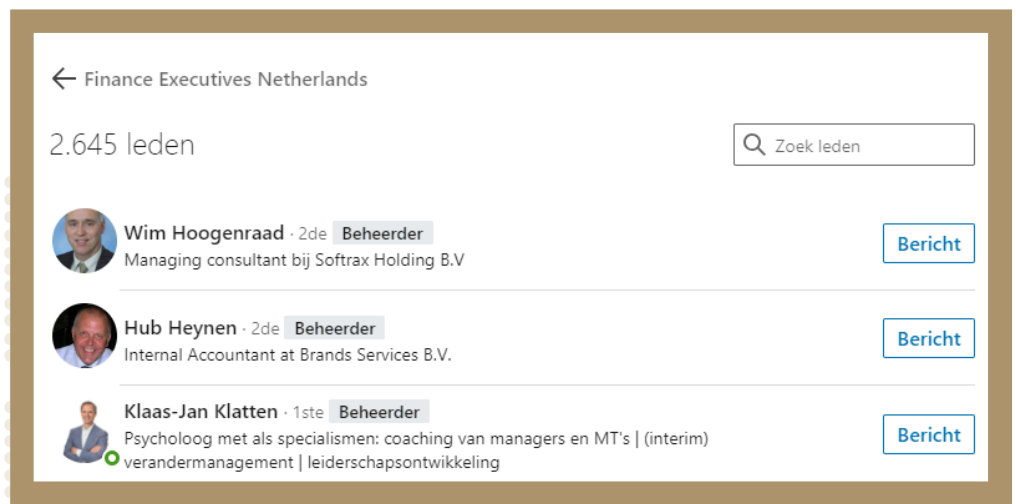 ← Finance Executives Netherlands
2.645 leden
Zoek leden
Wim Hoogenraad · 2de Beheerder
Managing consultant bij Softrax Holding B.V
Bericht
Hub Heynen · 2de Beheerder
Internal Accountant at Brands Services B.V.
Bericht
Klaas-Jan Klatten · 1ste Beheerder
Psycholoog met als specialismen: coaching van managers en MT's | (interim)
verandermanagement | leiderschapsontwikkeling
Bericht